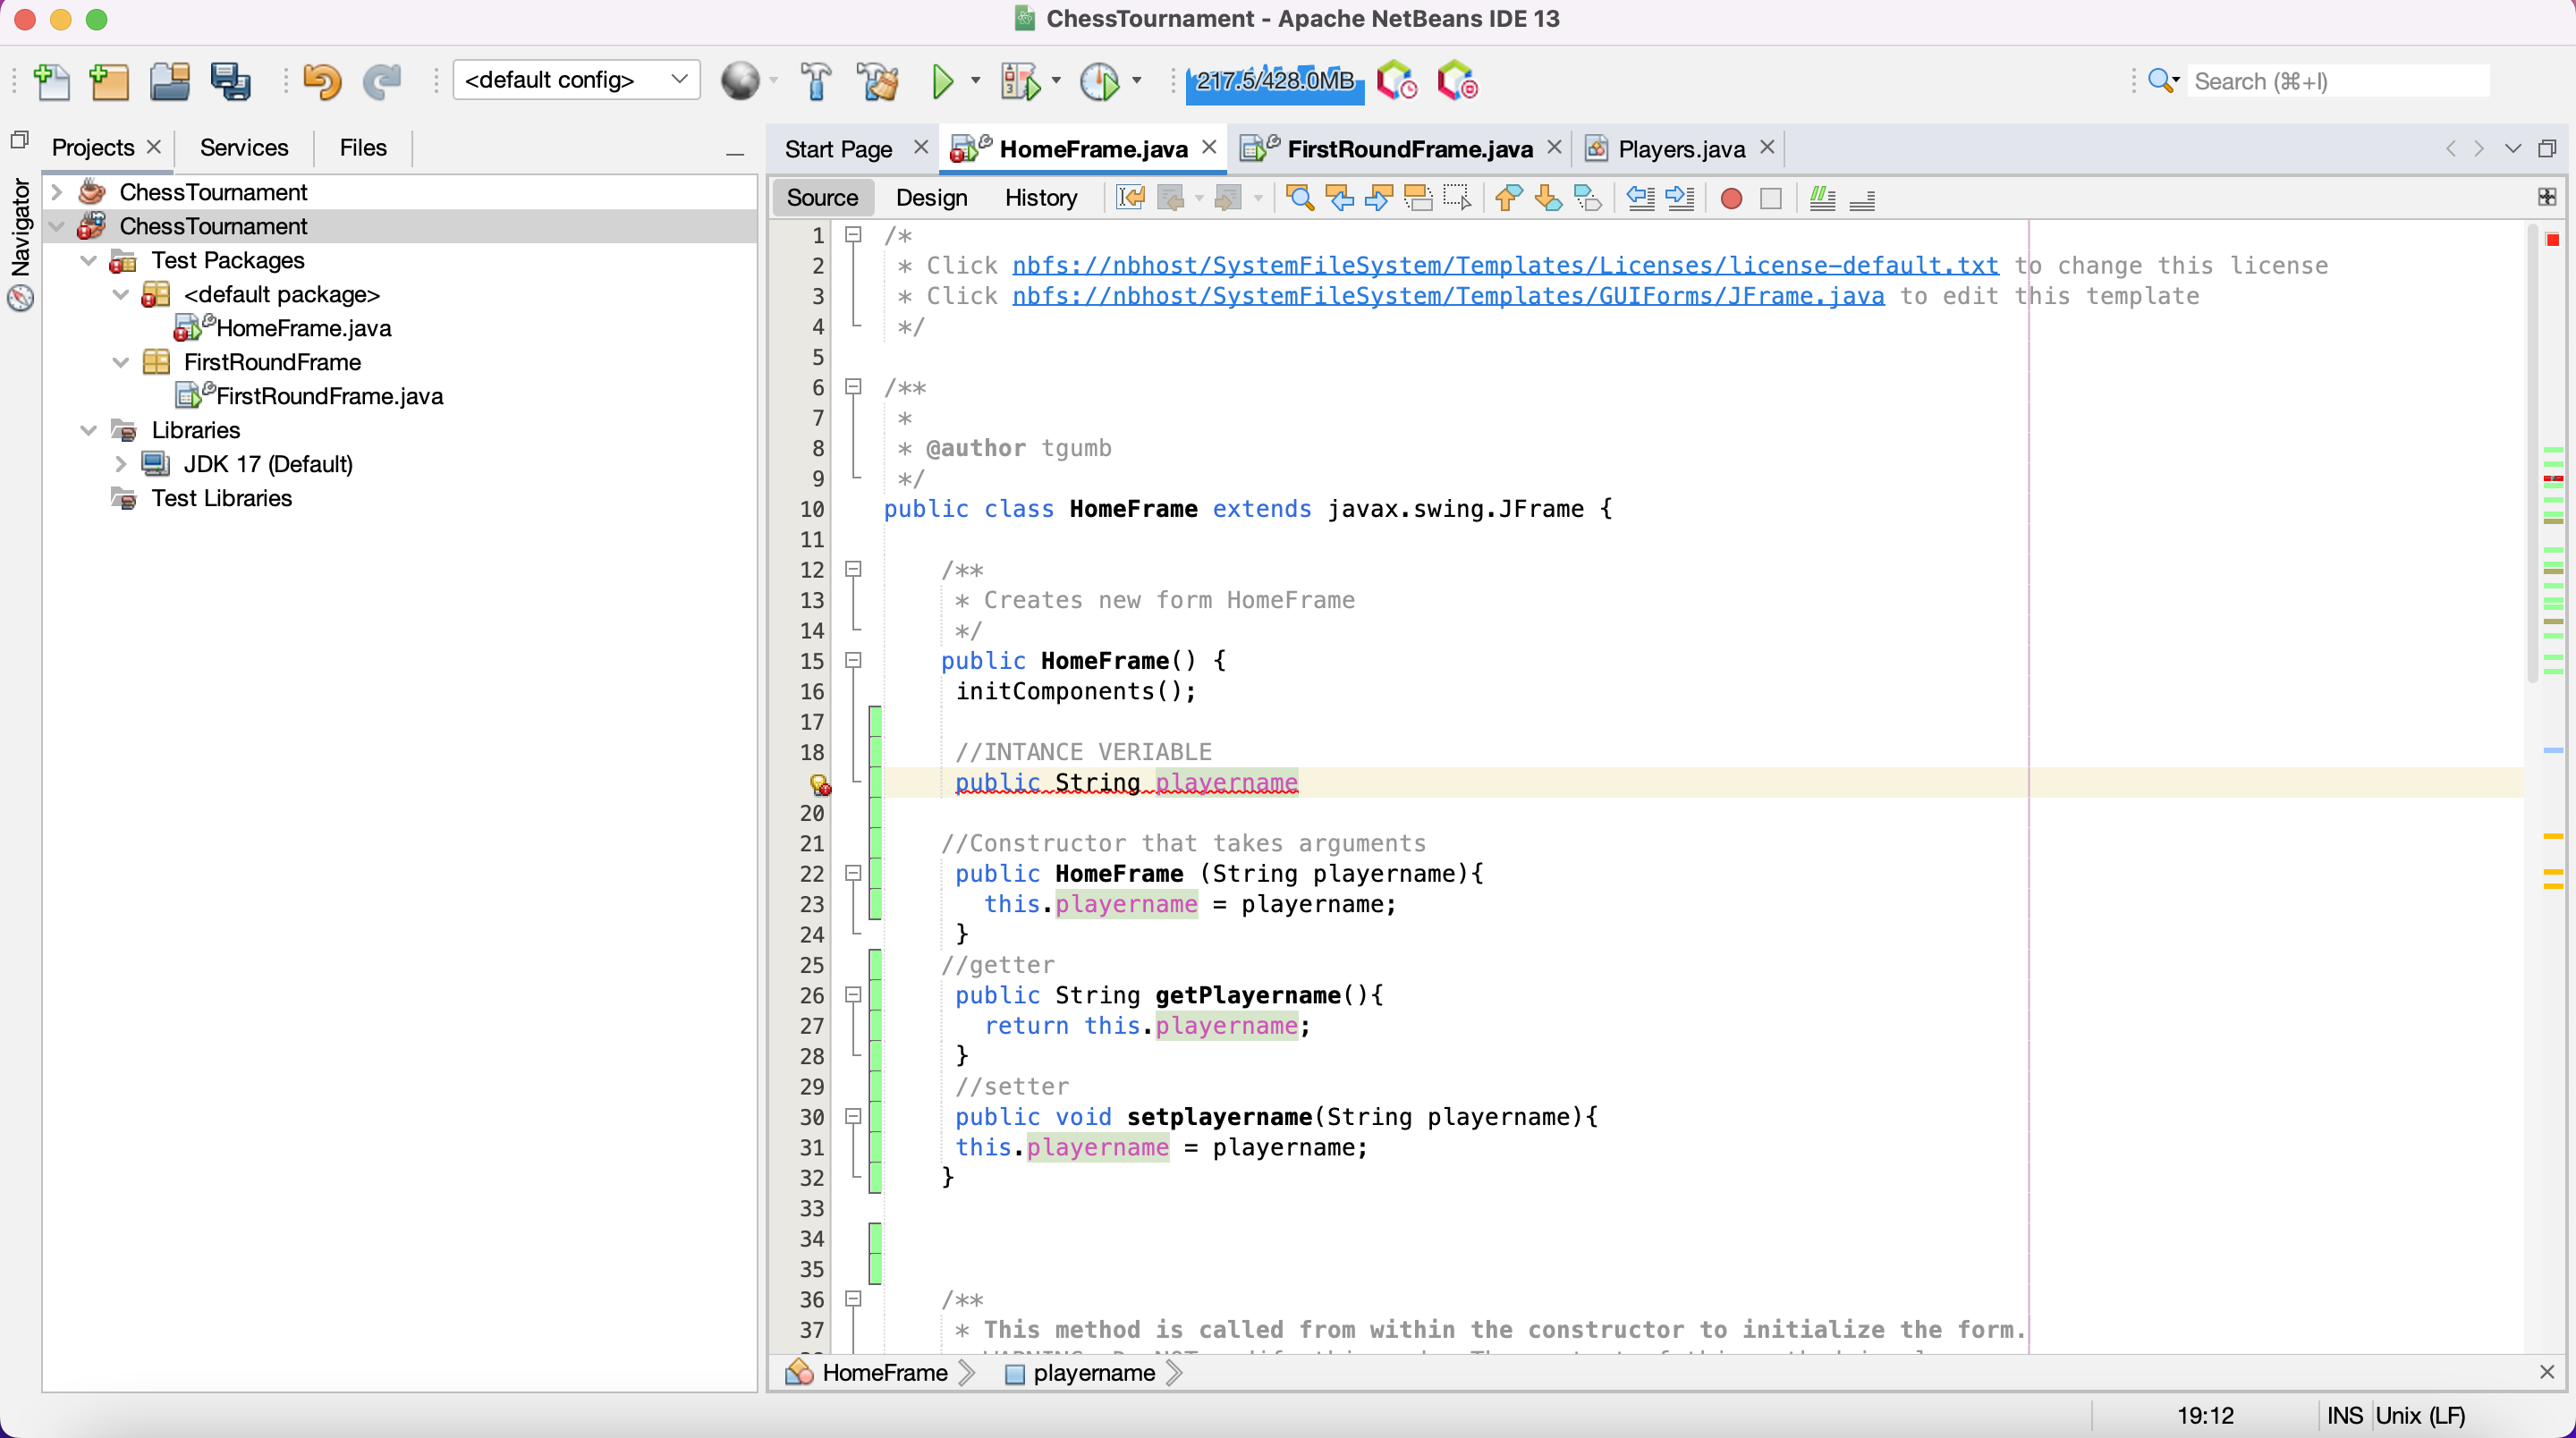 ChessTournament - Apache NetBeans IDE 13
<default config>
217.5/428.0MB
Search (⌘+I)
Projects
Services
Files
Navigator
ChessTournament
ChessTournament
Test Packages
<default package>
HomeFrame.java
FirstRoundFrame
FirstRoundFrame.java
Libraries
JDK 17 (Default)
Test Libraries
Start Page
HomeFrame.java
FirstRoundFrame.java
Players.java
Source
Design
History
1 /*
2 * Click nbfs://nbhost/SystemFileSystem/Templates/Licenses/license-default.txt to change this license
3 * Click nbfs://nbhost/SystemFileSystem/Templates/GUIForms/JFrame.java to edit this template
4 */
5
6 /**
7 *
8 * @author tgumb
9 */
10 public class HomeFrame extends javax.swing.JFrame {
11
12 /**
13 * Creates new form HomeFrame
14 */
15 public HomeFrame() {
16 initComponents();
17
18 //INTANCE VERIABLE
public String playername
20
21 //Constructor that takes arguments
22 public HomeFrame (String playername){
23 this.playername = playername;
24 }
25 //getter
26 public String getPlayername(){
27 return this.playername;
28 }
29 //setter
30 public void setplayername(String playername){
31 this.playername = playername;
32 }
33
34
35
36 /**
37 * This method is called from within the constructor to initialize the form.
HomeFrame
playername
19:12
INS
Unix (LF)